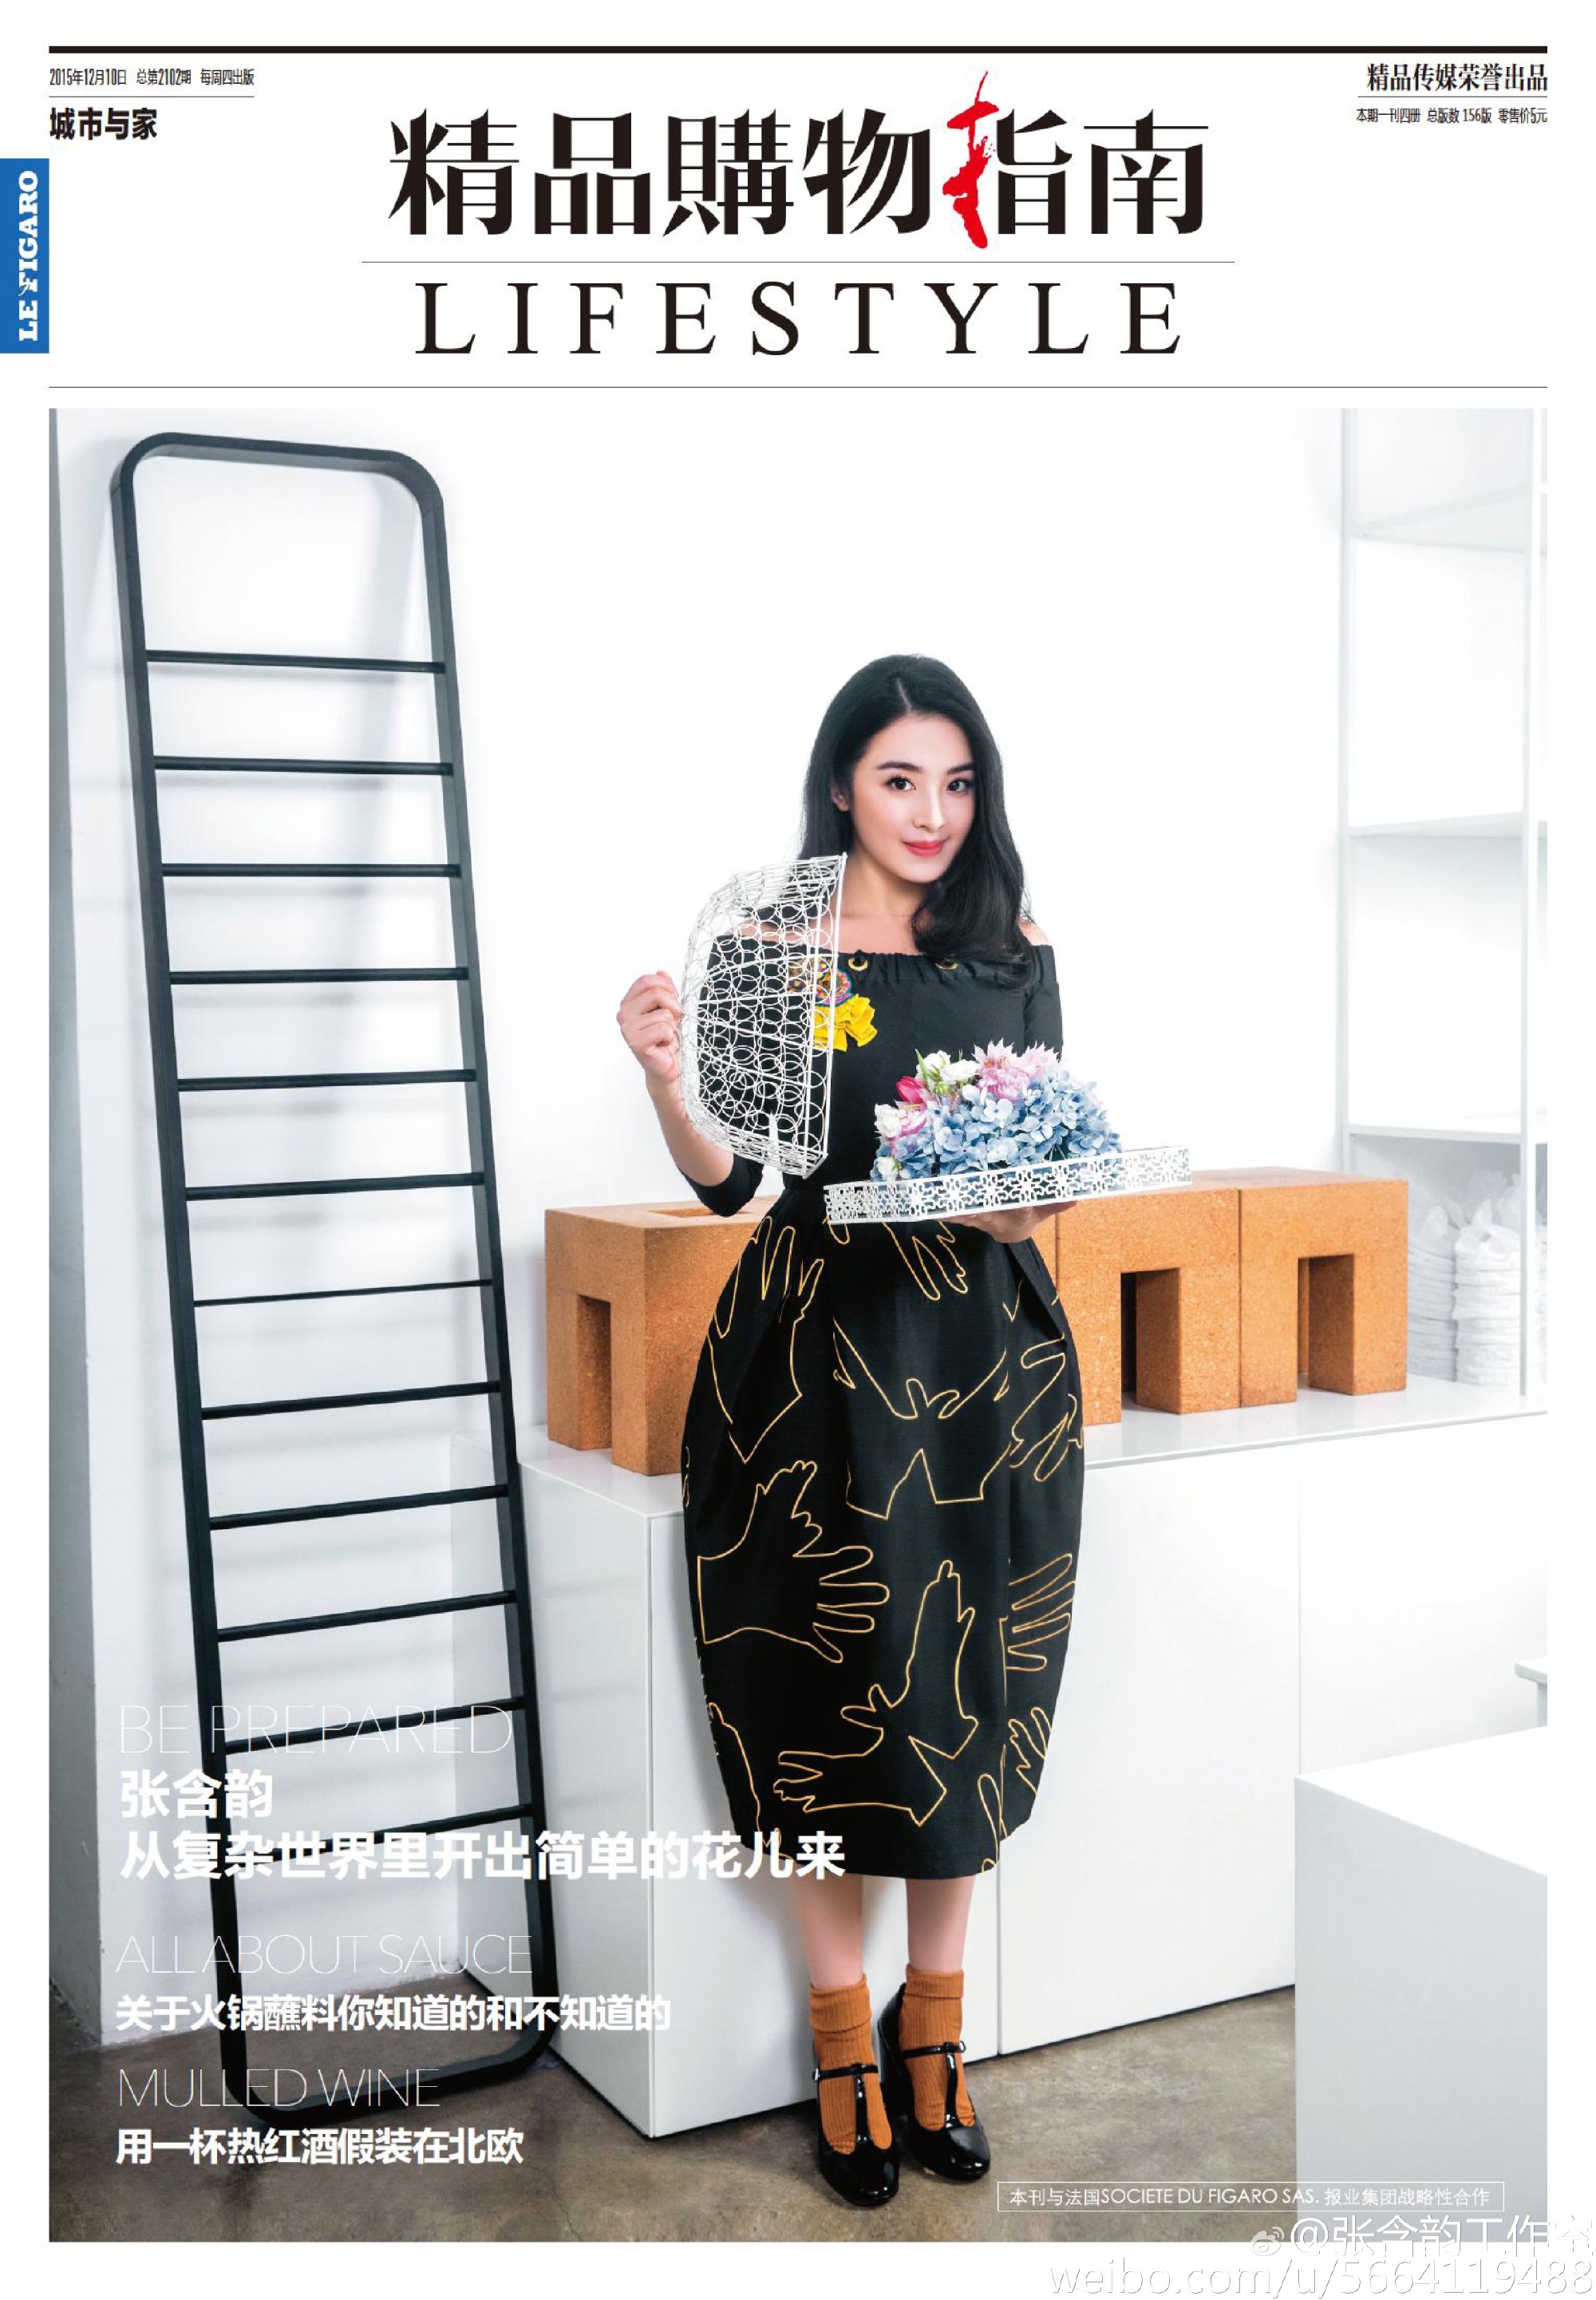 2015年12月10日 总第2102期 每周四出版
城市与家
精品传媒荣誉出品
本期一刊四册 总版数156版 零售价5元
LE FIGARO
精品購物指南
LIFESTYLE
BE PREPARED
张含韵
从复杂世界里开出简单的花儿来
ALL ABOUT SAUCE
关于火锅蘸料你知道的和不知道的
MULLED WINE
用一杯热红酒假装在北欧
本刊与法国SOCIETE DU FIGARO SAS. 报业集团战略性合作
@张含韵工作室
weibo.com/u/5664119488